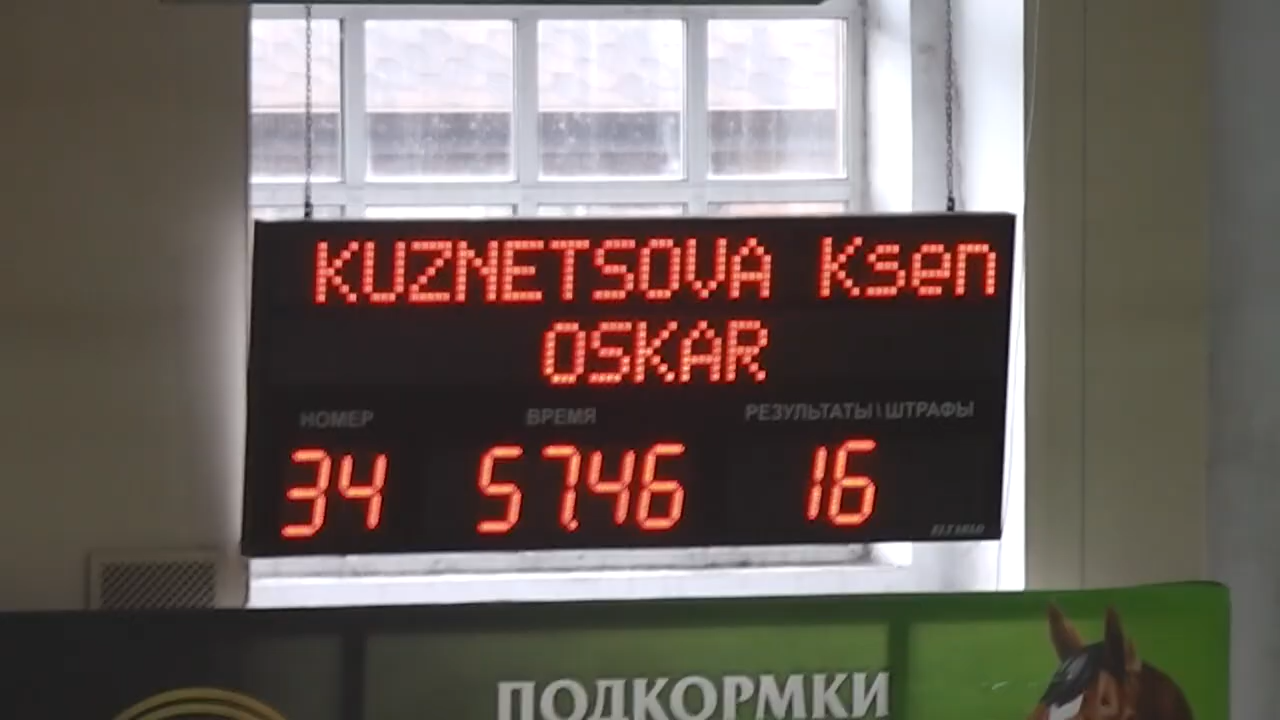 KUZNETSOVA Ksen
OSKAR
НОМЕР ВРЕМЯ РЕЗУЛЬТАТЫ\ШТРАФЫ
34 57.46 16
ПОДКОРМКИ